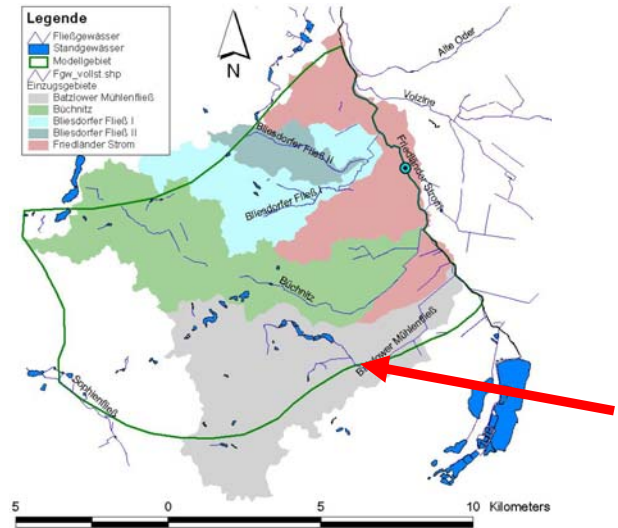 Legende
Fließgewässer
Standgewässer
Modellgebiet
Fgw_vollst.shp
Einzugsgebiete
Batzlower Mühlenfließ
Büchnitz
Bliesdorfer Fließ I
Bliesdorfer Fließ II
Friedländer Strom
N
Alte Oder
Volzine
Friedländer Strom
Bliesdorfer Fließ II
Bliesdorfer Fließ I
Büchnitz
Batzlower Mühlenfließ
Sophienfließ
5 0 5 10 Kilometers